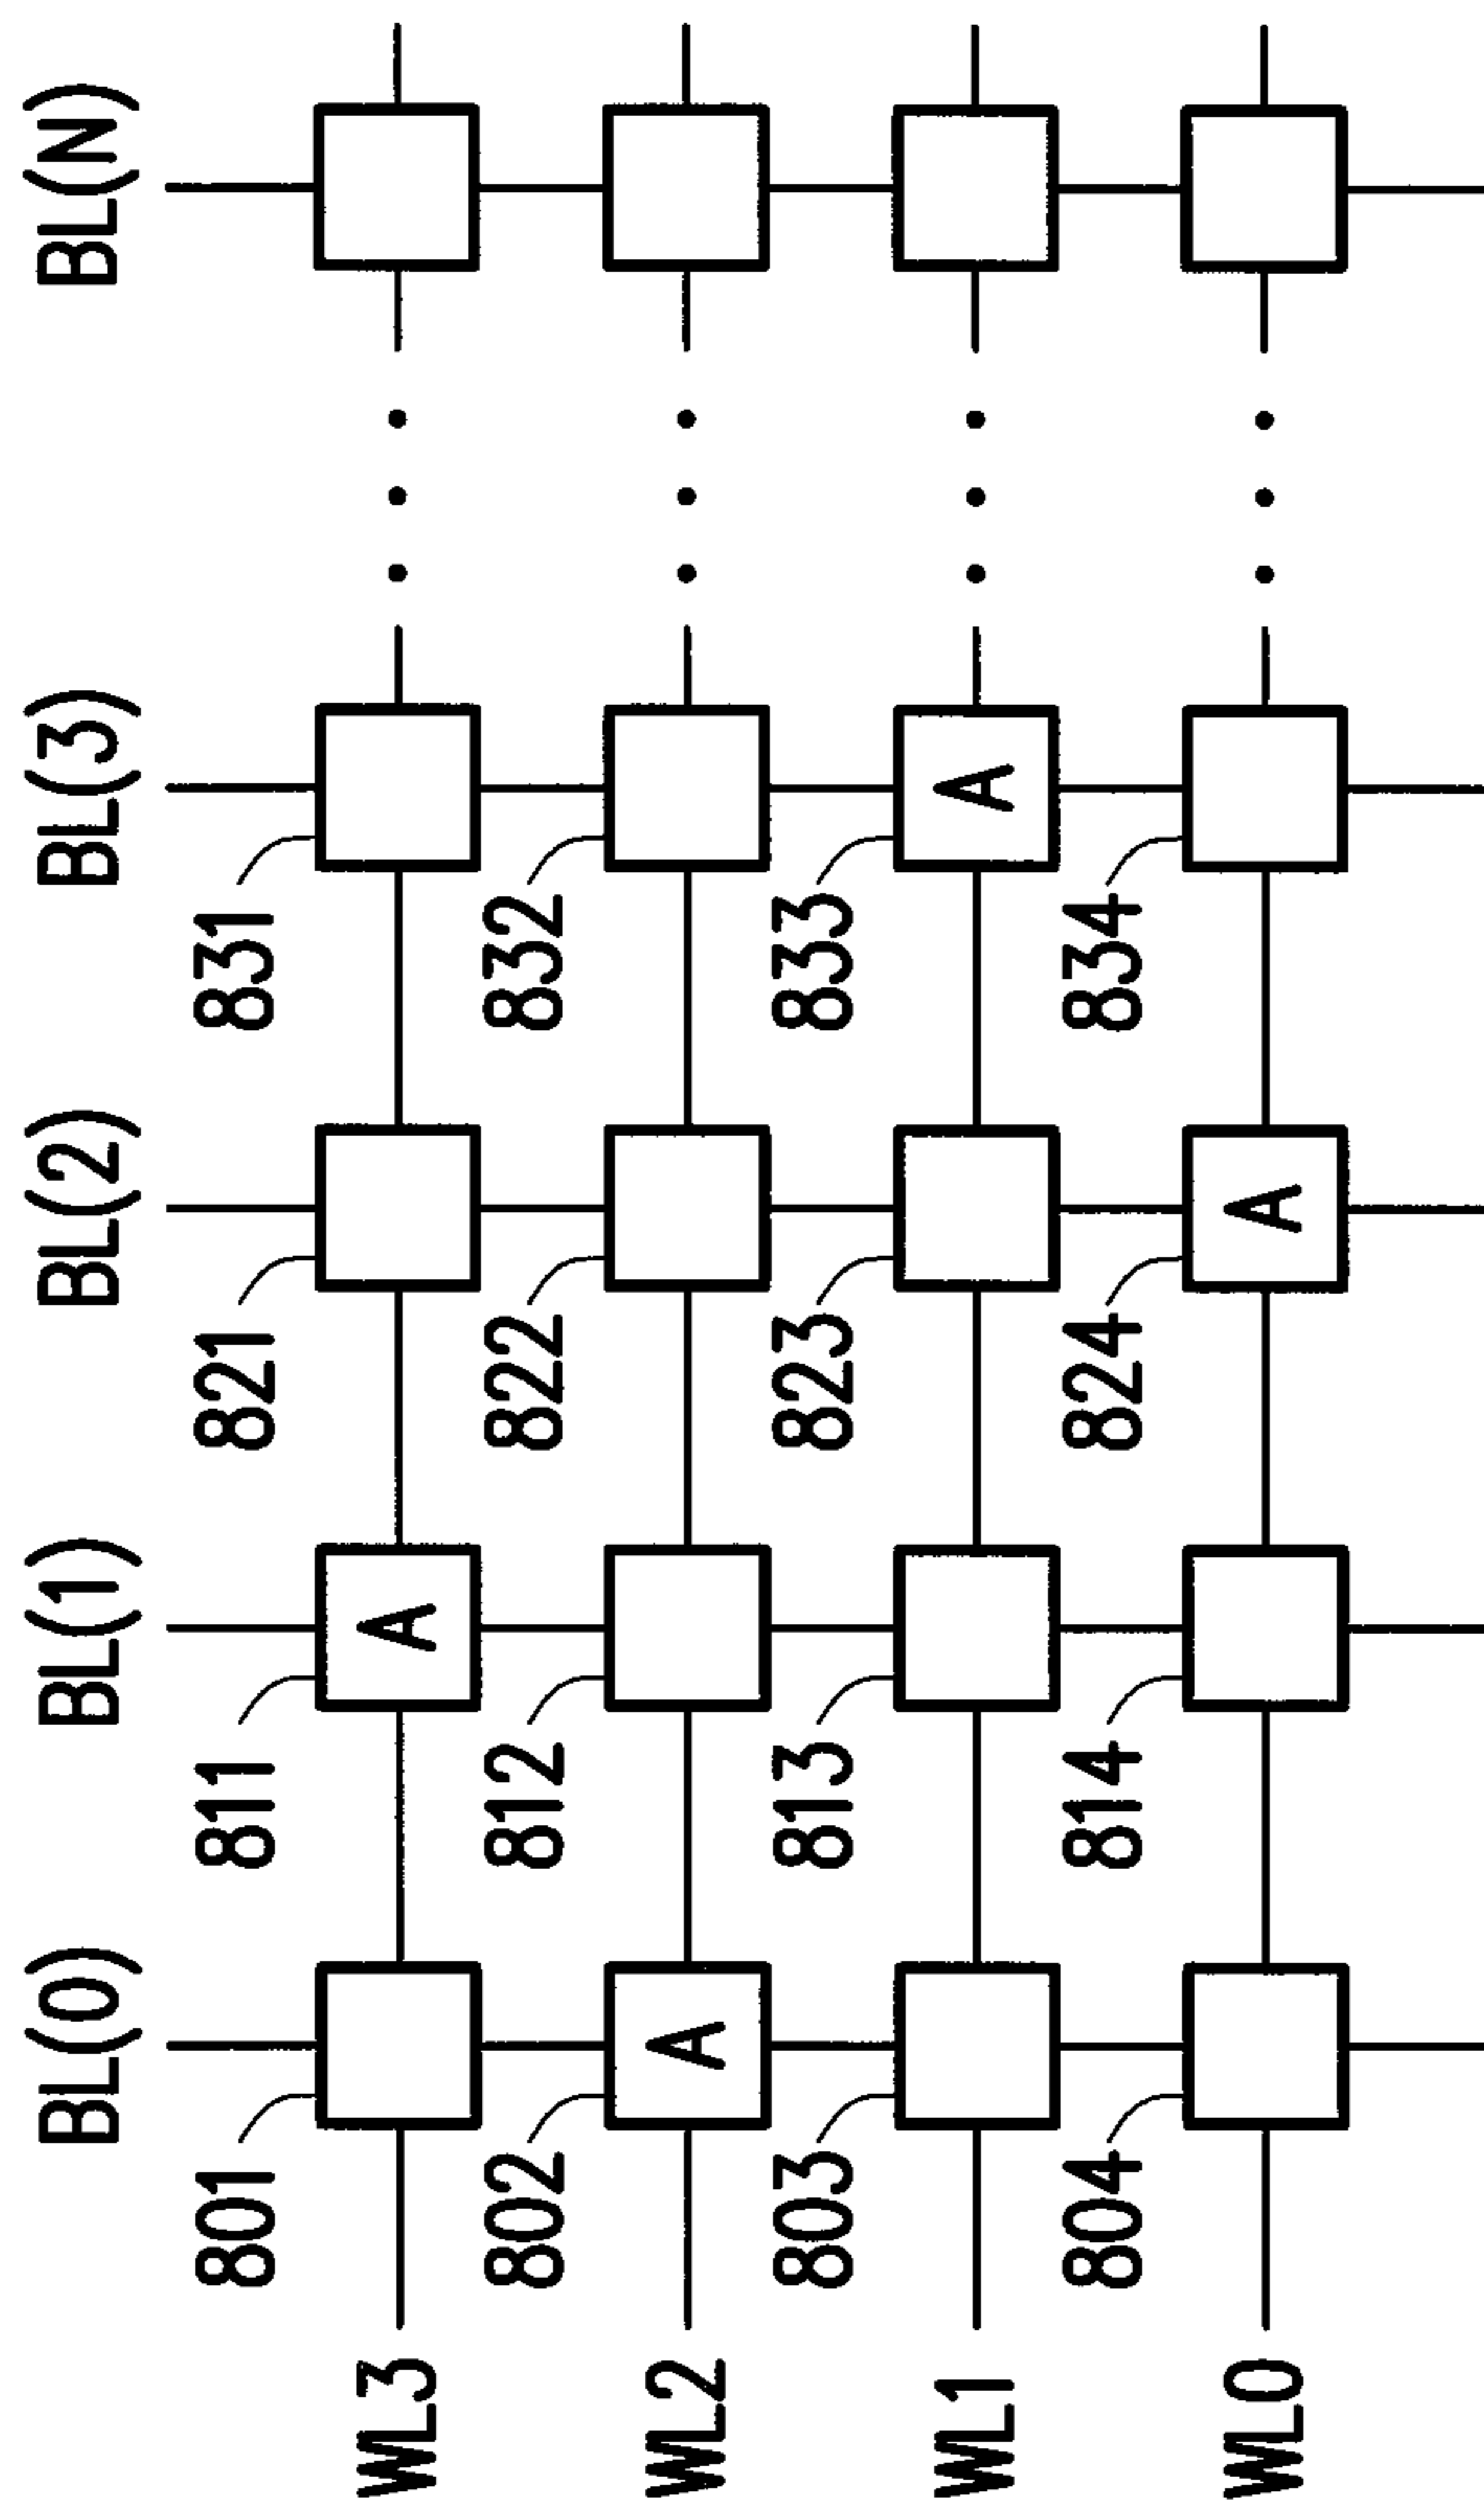 BL(0) BL(1) BL(2) BL(3) BL(N)
801 811 821 831
WL3 A
802 812 822 832
WL2 A
803 813 823 833
WL1 A
804 814 824 834
WL0 A